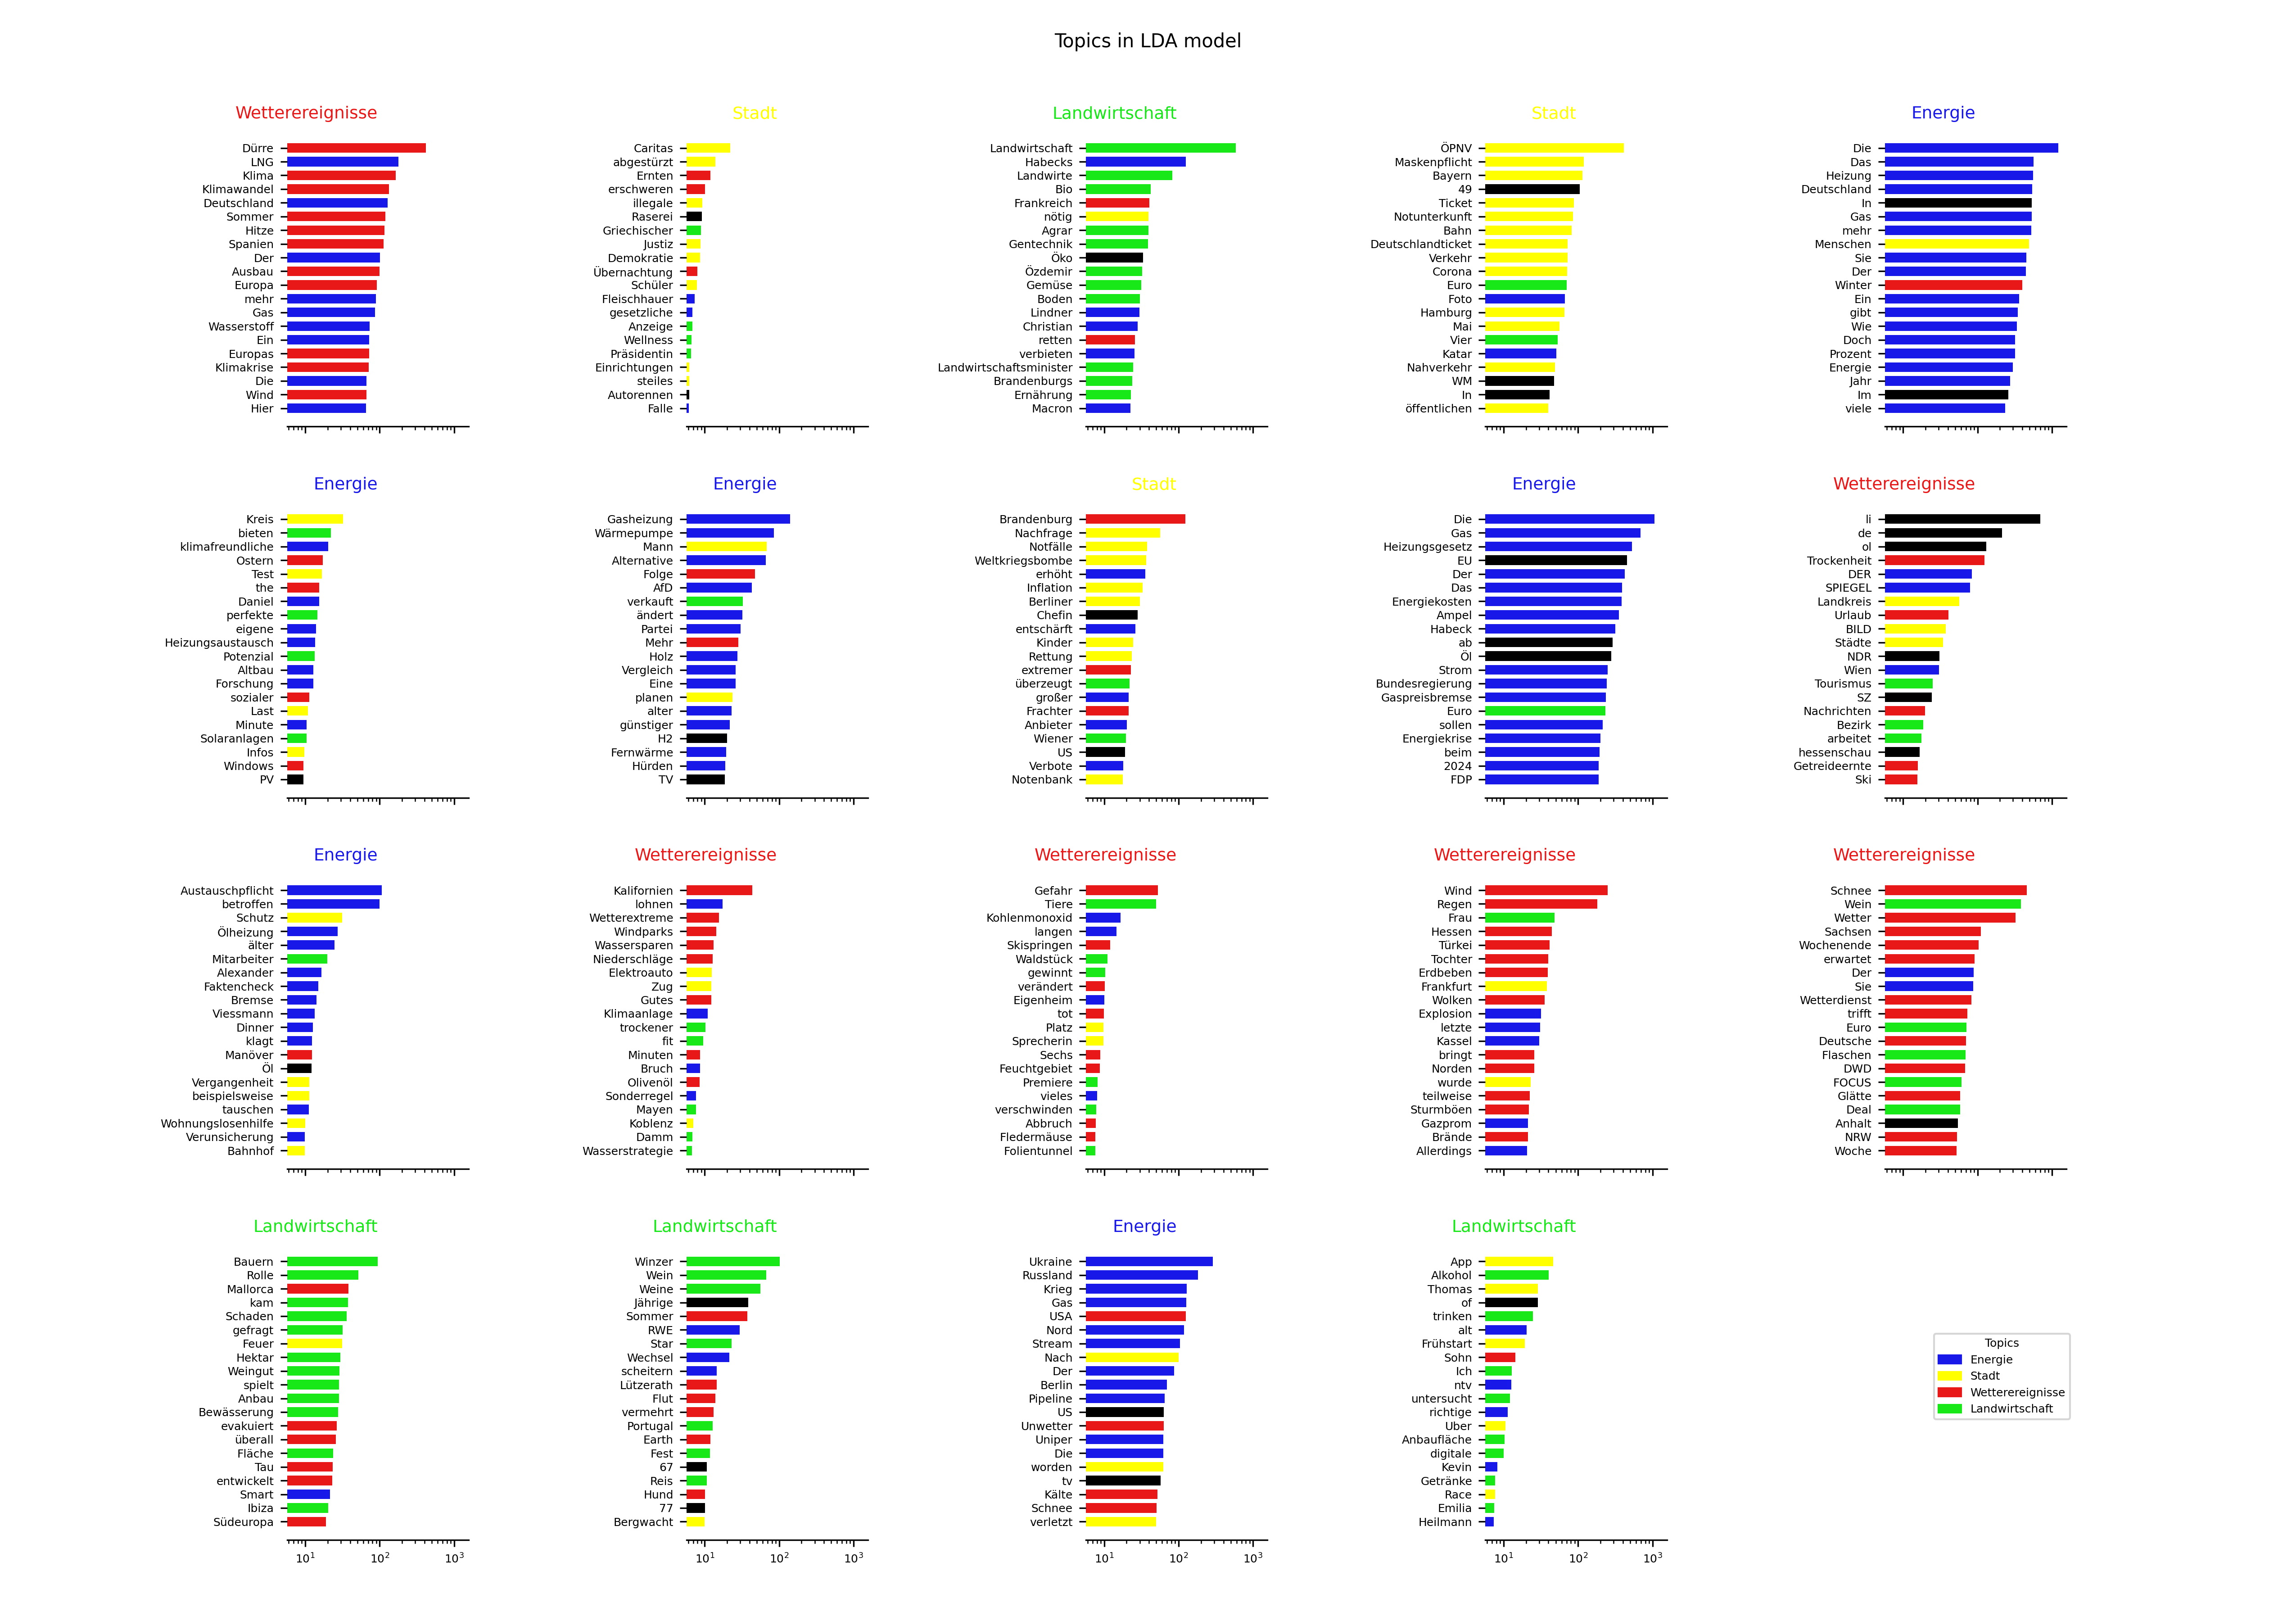 Topics in LDA model
Wetterereignisse
Dürre
LNG
Klima
Klimawandel
Deutschland
Sommer
Hitze
Spanien
Der
Ausbau
Europa
mehr
Gas
Wasserstoff
Ein
Europas
Klimakrise
Die
Wind
Hier
Stadt
Caritas
abgestürzt
Ernten
erschweren
illegale
Raserei
Griechischer
Justiz
Demokratie
Übernachtung
Schüler
Fleischhauer
gesetzliche
Anzeige
Wellness
Präsidentin
Einrichtungen
steiles
Autorennen
Falle
Landwirtschaft
Landwirtschaft
Habecks
Landwirte
Bio
Frankreich
nötig
Agrar
Gentechnik
Öko
Özdemir
Gemüse
Boden
Lindner
Christian
retten
verbieten
Landwirtschaftsminister
Brandenburgs
Ernährung
Macron
Stadt
ÖPNV
Maskenpflicht
Bayern
49
Ticket
Notunterkunft
Bahn
Deutschlandticket
Verkehr
Corona
Euro
Foto
Hamburg
Mai
Vier
Katar
Nahverkehr
WM
In
öffentlichen
Energie
Die
Das
Heizung
Deutschland
In
Gas
mehr
Menschen
Sie
Der
Winter
Ein
gibt
Wie
Doch
Prozent
Energie
Jahr
Im
viele
Energie
Kreis
bieten
klimafreundliche
Ostern
Test
the
Daniel
perfekte
eigene
Heizungsaustausch
Potenzial
Altbau
Forschung
sozialer
Last
Minute
Solaranlagen
Infos
Windows
PV
Energie
Gasheizung
Wärmepumpe
Mann
Alternative
Folge
AfD
verkauft
ändert
Partei
Mehr
Holz
Vergleich
Eine
planen
alter
günstiger
H2
Fernwärme
Hürden
TV
Stadt
Brandenburg
Nachfrage
Notfälle
Weltkriegsbombe
erhöht
Inflation
Berliner
Chefin
entschärft
Kinder
Rettung
extremer
überzeugt
großer
Frachter
Anbieter
Wiener
US
Verbote
Notenbank
Energie
Die
Gas
Heizungsgesetz
EU
Der
Das
Energiekosten
Ampel
Habeck
ab
Öl
Strom
Bundesregierung
Gaspreisbremse
Euro
sollen
Energiekrise
beim
2024
FDP
Wetterereignisse
li
de
ol
Trockenheit
DER
SPIEGEL
Landkreis
Urlaub
BILD
Städte
NDR
Wien
Tourismus
SZ
Nachrichten
Bezirk
arbeitet
hessenschau
Getreideernte
Ski
Energie
Austauschpflicht
betroffen
Schutz
Ölheizung
älter
Mitarbeiter
Alexander
Faktencheck
Bremse
Viessmann
Dinner
klagt
Manöver
Öl
Vergangenheit
beispielsweise
tauschen
Wohnungslosenhilfe
Verunsicherung
Bahnhof
Wetterereignisse
Kalifornien
lohnen
Wetterextreme
Windparks
Wassersparen
Niederschläge
Elektroauto
Zug
Gutes
Klimaanlage
trockener
fit
Minuten
Bruch
Olivenöl
Sonderregel
Mayen
Koblenz
Damm
Wasserstrategie
Wetterereignisse
Gefahr
Tiere
Kohlenmonoxid
langen
Skispringen
Waldstück
gewinnt
verändert
Eigenheim
tot
Platz
Sprecherin
Sechs
Feuchtgebiet
Premiere
vieles
verschwinden
Abbruch
Fledermäuse
Folientunnel
Wetterereignisse
Wind
Regen
Frau
Hessen
Türkei
Tochter
Erdbeben
Frankfurt
Wolken
Explosion
letzte
Kassel
bringt
Norden
wurde
teilweise
Sturmböen
Gazprom
Brände
Allerdings
Wetterereignisse
Schnee
Wein
Wetter
Sachsen
Wochenende
erwartet
Der
Sie
Wetterdienst
trifft
Euro
Deutsche
Flaschen
DWD
FOCUS
Glätte
Deal
Anhalt
NRW
Woche
Landwirtschaft
Bauern
Rolle
Mallorca
kam
Schaden
gefragt
Feuer
Hektar
Weingut
spielt
Anbau
Bewässerung
evakuiert
überall
Fläche
Tau
entwickelt
Smart
Ibiza
Südeuropa
10¹ 10² 10³
Landwirtschaft
Winzer
Wein
Weine
Jährige
Sommer
RWE
Star
Wechsel
scheitern
Lützerath
Flut
vermehrt
Portugal
Earth
Fest
67
Reis
Hund
77
Bergwacht
10¹ 10² 10³
Energie
Ukraine
Russland
Krieg
Gas
USA
Nord
Stream
Nach
Der
Berlin
Pipeline
US
Unwetter
Uniper
Die
worden
tv
Kälte
Schnee
verletzt
10¹ 10² 10³
Landwirtschaft
App
Alkohol
Thomas
of
trinken
alt
Frühstart
Sohn
Ich
ntv
untersucht
richtige
Uber
Anbaufläche
digitale
Kevin
Getränke
Race
Emilia
Heilmann
10¹ 10² 10³
Topics
Energie
Stadt
Wetterereignisse
Landwirtschaft